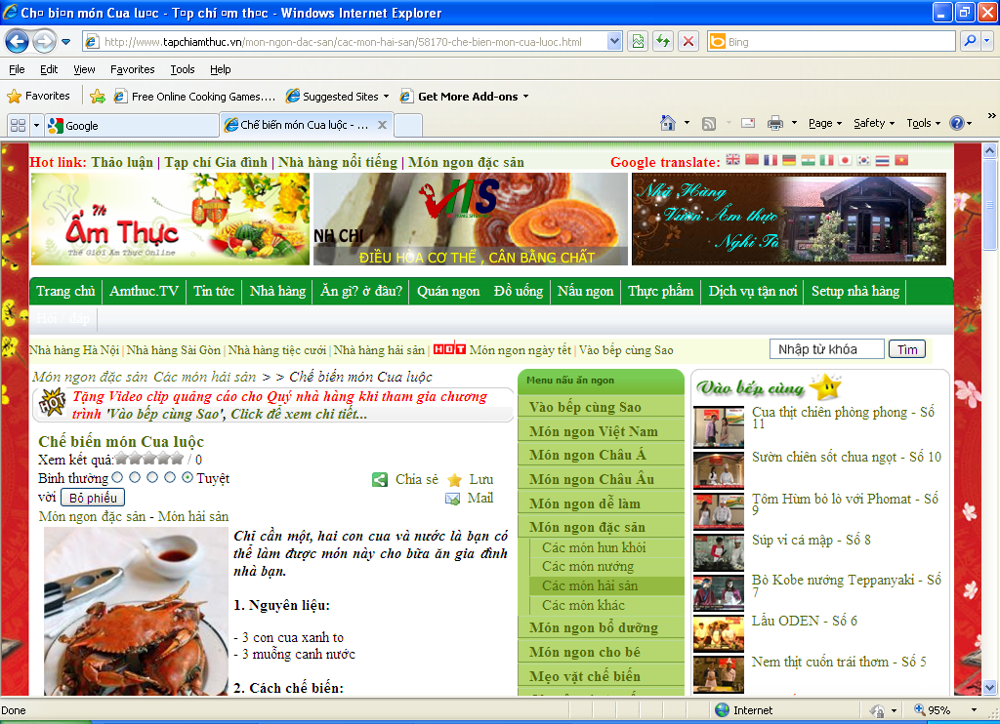 Chế biến món Cua luộc - Tạp chí ẩm thực - Windows Internet Explorer
http://www.tapchiamthuc.vn/mon-ngon-dac-san/cac-mon-hai-san/58170-che-bien-mon-cua-luoc.html
Bing
File Edit View Favorites Tools Help
Favorites Free Online Cooking Games.... Suggested Sites Get More Add-ons
Google Chế biến món Cua luộc - ... Page Safety Tools »
Hot link: Thảo luận | Tạp chí Gia đình | Nhà hàng nổi tiếng | Món ngon đặc sản Google translate:
Ẩm Thực
Thế Giới Ẩm Thực Online
NH CHI
ĐIỀU HÒA CƠ THỂ , CÂN BẰNG CHẤT
Nhà Hàng
Vườn Ẩm thực
Nghi Tà
Trang chủ Amthuc.TV Tin tức Nhà hàng Ăn gì? ở đâu? Quán ngon Đồ uống Nấu ngon Thực phẩm Dịch vụ tận nơi Setup nhà hàng
Hỏi / đáp
Nhà hàng Hà Nội | Nhà hàng Sài Gòn | Nhà hàng tiệc cưới | Nhà hàng hải sản | HOT Món ngon ngày tết | Vào bếp cùng Sao Nhập từ khóa Tìm
Món ngon đặc sản Các món hải sản > > Chế biến món Cua luộc
HOT Tặng Video clip quảng cáo cho Quý nhà hàng khi tham gia chương
trình 'Vào bếp cùng Sao', Click để xem chi tiết...
Chế biến món Cua luộc
Xem kết quả: / 0
Bình thường Tuyệt
vời Bỏ phiếu
Chia sẻ Lưu
Mail
Món ngon đặc sản - Món hải sản
Chỉ cần một, hai con cua và nước là bạn có
thể làm được món này cho bữa ăn gia đình
nhà bạn.
1. Nguyên liệu:
- 3 con cua xanh to
- 3 muỗng canh nước
2. Cách chế biến:
Menu nấu ăn ngon
Vào bếp cùng Sao
Món ngon Việt Nam
Món ngon Châu Á
Món ngon Châu Âu
Món ngon dễ làm
Món ngon đặc sản
Các món hun khói
Các món nướng
Các món hải sản
Các món khác
Món ngon bổ dưỡng
Món ngon cho bé
Mẹo vặt chế biến
Vào bếp cùng
Cua thịt chiên phòng phong - Số
11
Sườn chiên sốt chua ngọt - Số 10
Tôm Hùm bỏ lò với Phomat - Số
9
Súp vi cá mập - Số 8
Bò Kobe nướng Teppanyaki - Số
7
Lẩu ODEN - Số 6
Nem thịt cuốn trái thơm - Số 5
Done Internet 95%